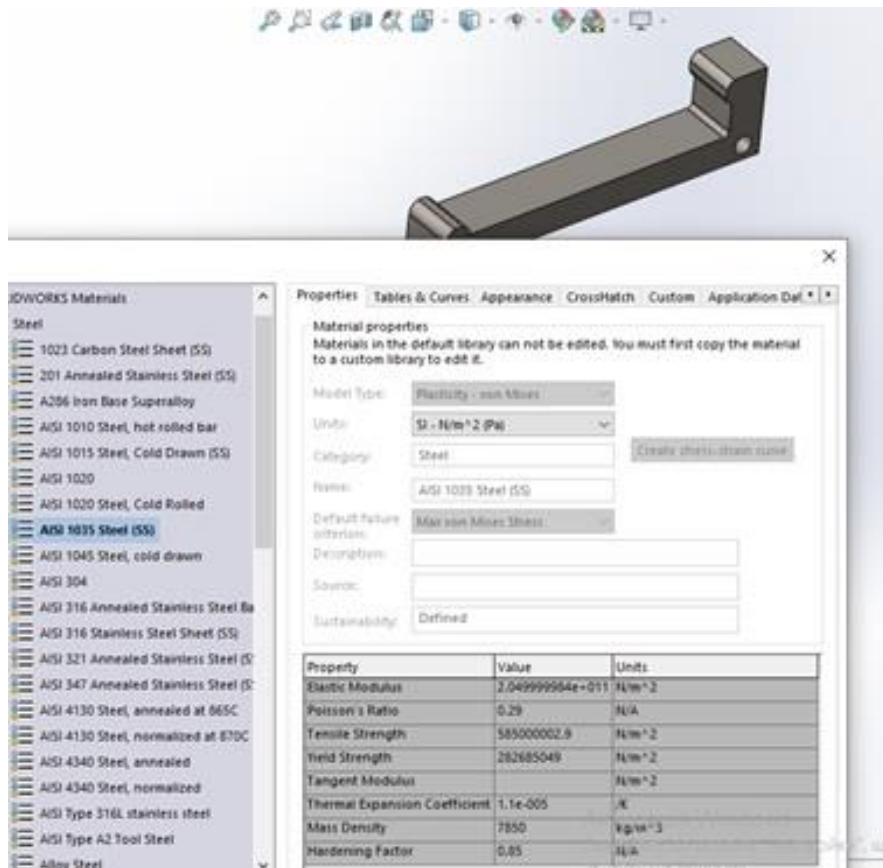 IDWORKS Materials
Steel
1023 Carbon Steel Sheet (SS)
201 Annealed Stainless Steel (SS)
A286 Iron Base Superalloy
AISI 1010 Steel, hot rolled bar
AISI 1015 Steel, Cold Drawn (SS)
AISI 1020
AISI 1020 Steel, Cold Rolled
AISI 1035 Steel (SS)
AISI 1045 Steel, cold drawn
AISI 304
AISI 316 Annealed Stainless Steel Ba
AISI 316 Stainless Steel Sheet (SS)
AISI 321 Annealed Stainless Steel (S
AISI 347 Annealed Stainless Steel (S
AISI 4130 Steel, annealed at 865C
AISI 4130 Steel, normalized at 870C
AISI 4340 Steel, annealed
AISI 4340 Steel, normalized
AISI Type 316L stainless steel
AISI Type A2 Tool Steel
Alloy Steel
Properties Tables & Curves Appearance CrossHatch Custom Application Dat
Material properties
Materials in the default library can not be edited. You must first copy the material
to a custom library to edit it.
Model Type: Plasticity - von Mises
Units: SI - N/m^2 (Pa)
Category: Steel
Create stress-strain curve
Name: AISI 1035 Steel (SS)
Default failure
criterion: Max von Mises Stress
Description:
Source:
Sustainability: Defined
Property Value Units
Elastic Modulus 2.049999984e+011 N/m^2
Poisson's Ratio 0.29 N/A
Tensile Strength 585000002.9 N/m^2
Yield Strength 282685049 N/m^2
Tangent Modulus N/m^2
Thermal Expansion Coefficient 1.1e-005 /K
Mass Density 7850 kg/m^3
Hardening Factor 0.85 N/A